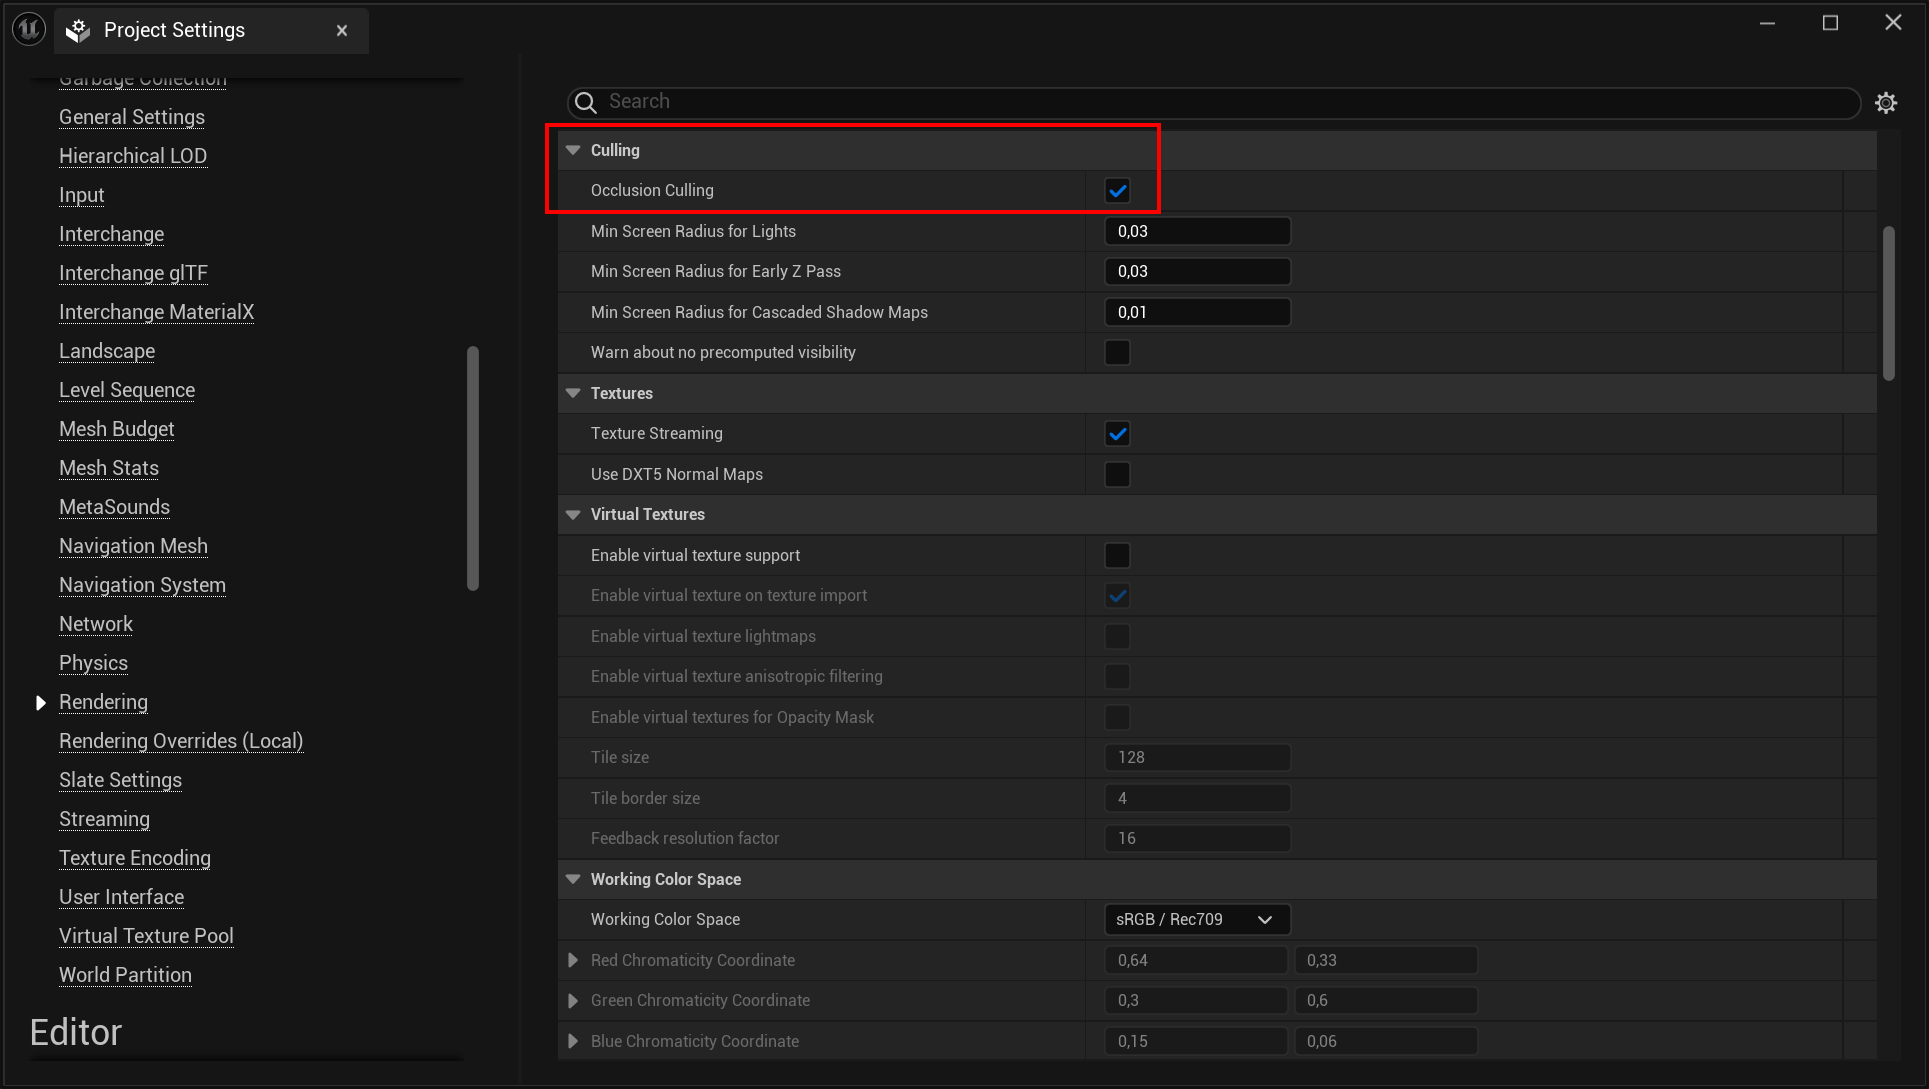 Project Settings
Garbage Collection
General Settings
Hierarchical LOD
Input
Interchange
Interchange glTF
Interchange MaterialX
Landscape
Level Sequence
Mesh Budget
Mesh Stats
MetaSounds
Navigation Mesh
Navigation System
Network
Physics
Rendering
Rendering Overrides (Local)
Slate Settings
Streaming
Texture Encoding
User Interface
Virtual Texture Pool
World Partition
Editor
Search
Culling
Occlusion Culling
Min Screen Radius for Lights 0,03
Min Screen Radius for Early Z Pass 0,03
Min Screen Radius for Cascaded Shadow Maps 0,01
Warn about no precomputed visibility
Textures
Texture Streaming
Use DXT5 Normal Maps
Virtual Textures
Enable virtual texture support
Enable virtual texture on texture import
Enable virtual texture lightmaps
Enable virtual texture anisotropic filtering
Enable virtual textures for Opacity Mask
Tile size 128
Tile border size 4
Feedback resolution factor 16
Working Color Space
Working Color Space sRGB / Rec709
Red Chromaticity Coordinate 0,64 0,33
Green Chromaticity Coordinate 0,3 0,6
Blue Chromaticity Coordinate 0,15 0,06